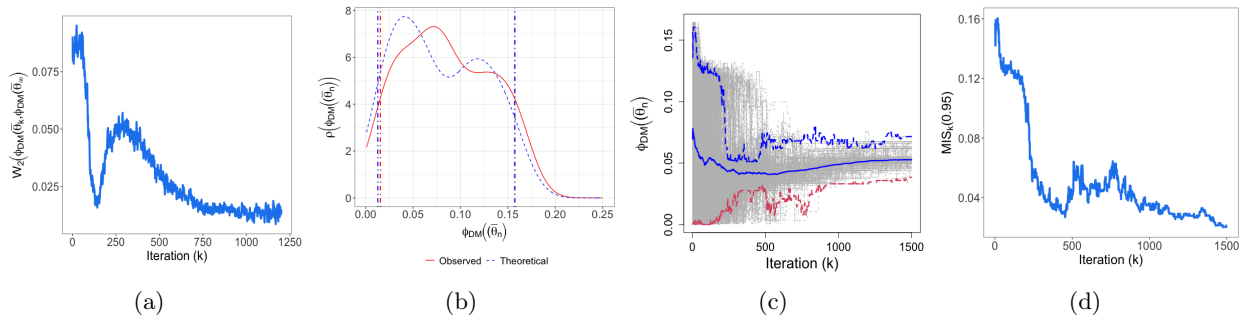 W₂(ϕDM(θ̄k,ϕDM(θ̄∞)
0.075
0.050
0.025
0
250
500
750
1000
1250
Iteration (k)
(a)
p(ϕDM((θ̄n))
8
6
4
2
0
0.00
0.05
0.10
0.15
0.20
0.25
ϕDM((θ̄n)
Observed
Theoretical
(b)
ϕDM((θ̄n)
0.15
0.10
0.05
0.00
0
500
1000
1500
Iteration (k)
(c)
MISk(0.95)
0.16
0.12
0.08
0.04
0
500
1000
1500
Iteration (k)
(d)